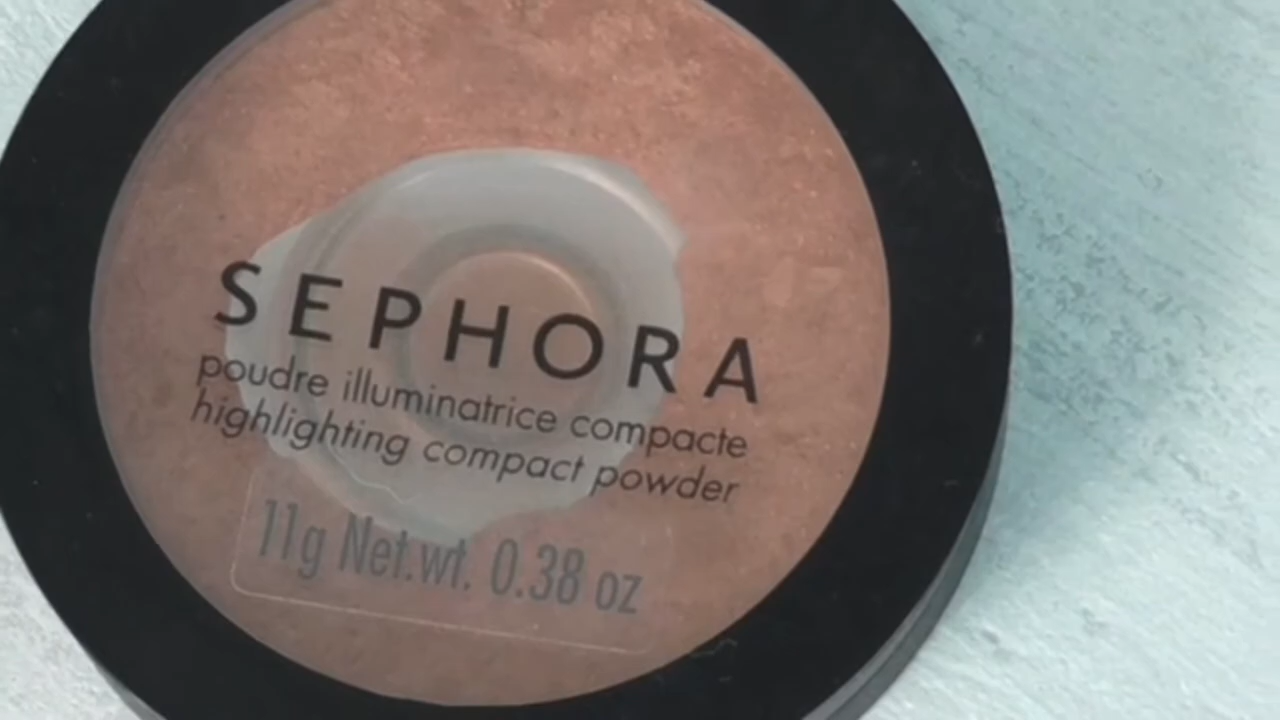 SEPHORA
poudre illuminatrice compacte
highlighting compact powder
11g Net.wt. 0.38 oz